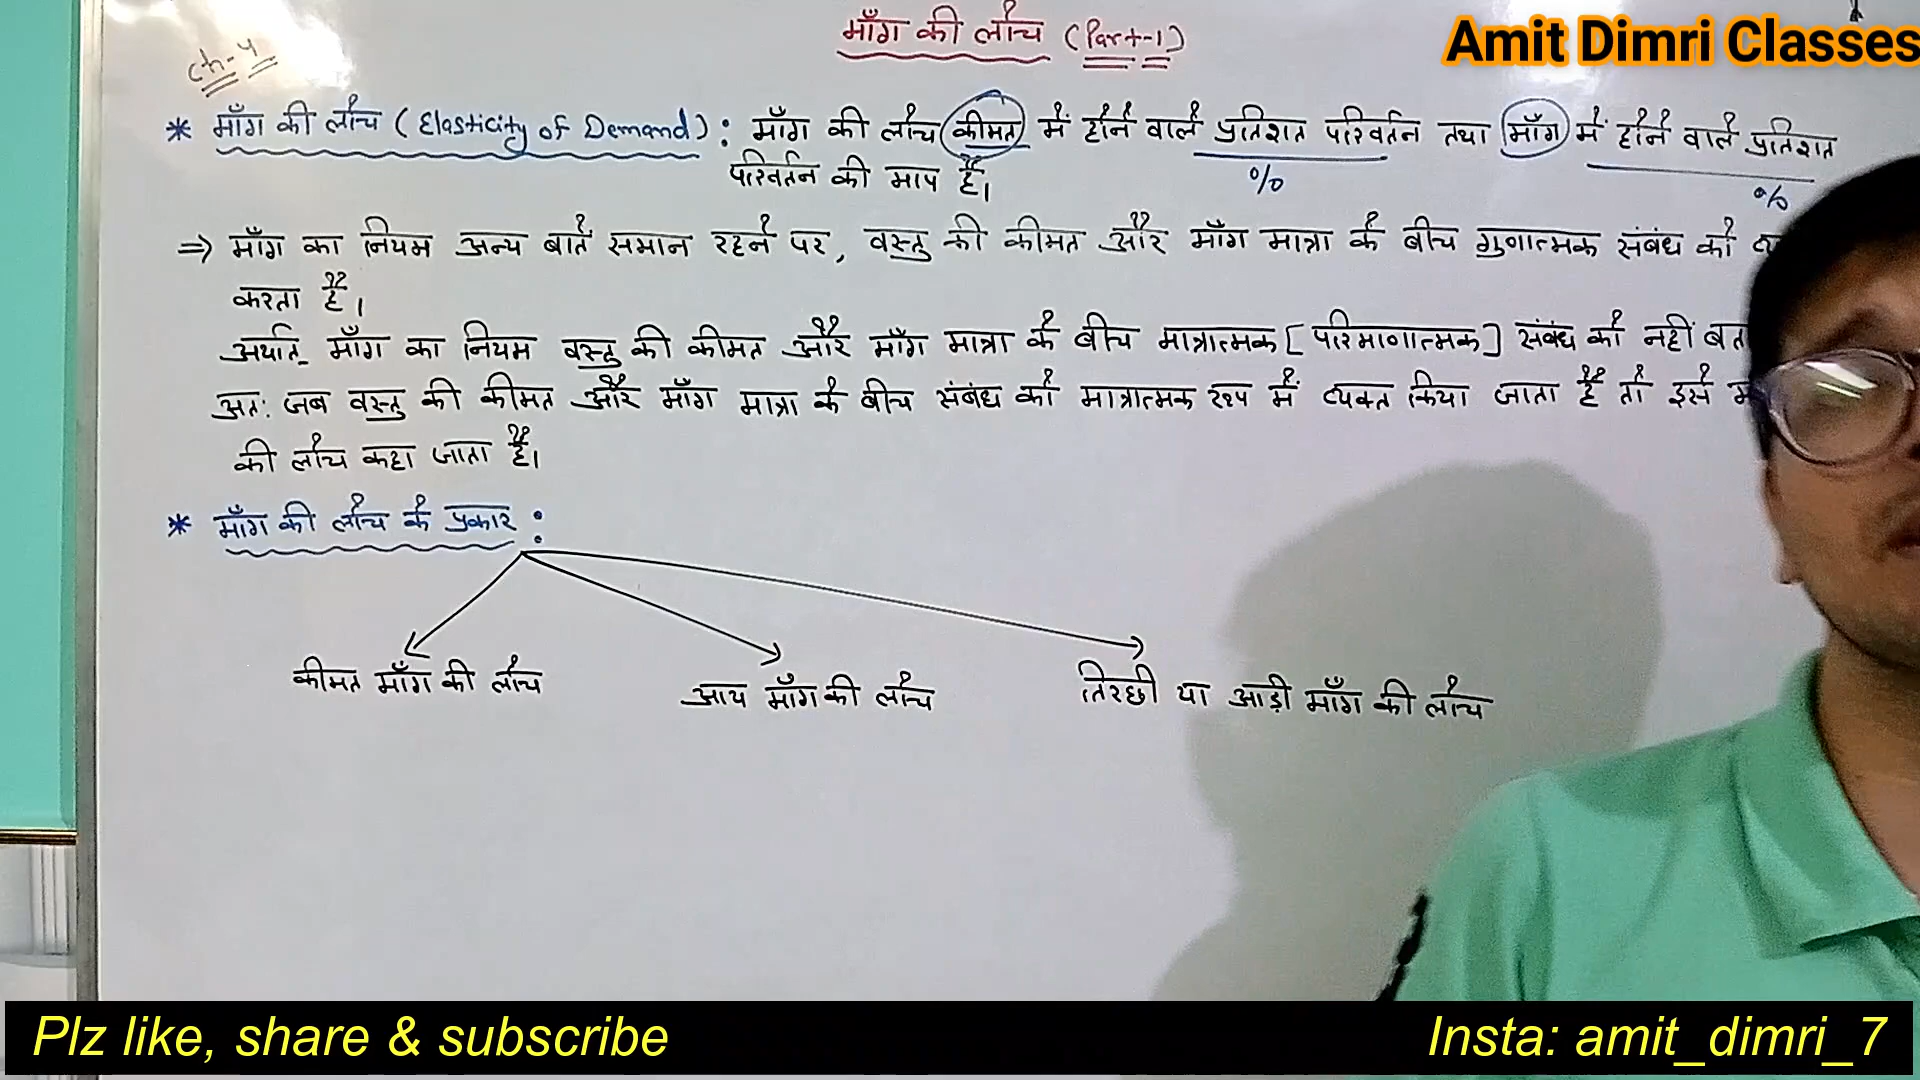 माँग की लोच (Part-1)
Amit Dimri Classes
Ch-4
* माँग की लोच (Elasticity of Demand) : माँग की लोच कीमत में होने वाले प्रतिशत परिवर्तन तथा माँग में होने वाले प्रतिशत
परिवर्तन की माप है।
% %
⇒ माँग का नियम अन्य बातें समान रहने पर, वस्तु की कीमत और माँग मात्रा के बीच गुणात्मक संबंध को
करता है।
अर्थात् माँग का नियम वस्तु की कीमत और माँग मात्रा के बीच मात्रात्मक [परिमाणात्मक] संबंध को नहीं
अतः जब वस्तु की कीमत और माँग मात्रा के बीच संबंध को मात्रात्मक रूप में व्यक्त किया जाता है तो इसे
की लोच कहा जाता है।
* माँग की लोच के प्रकार :
कीमत माँग की लोच आय माँग की लोच तिरछी या आड़ी माँग की लोच
Plz like, share & subscribe Insta: amit_dimri_7